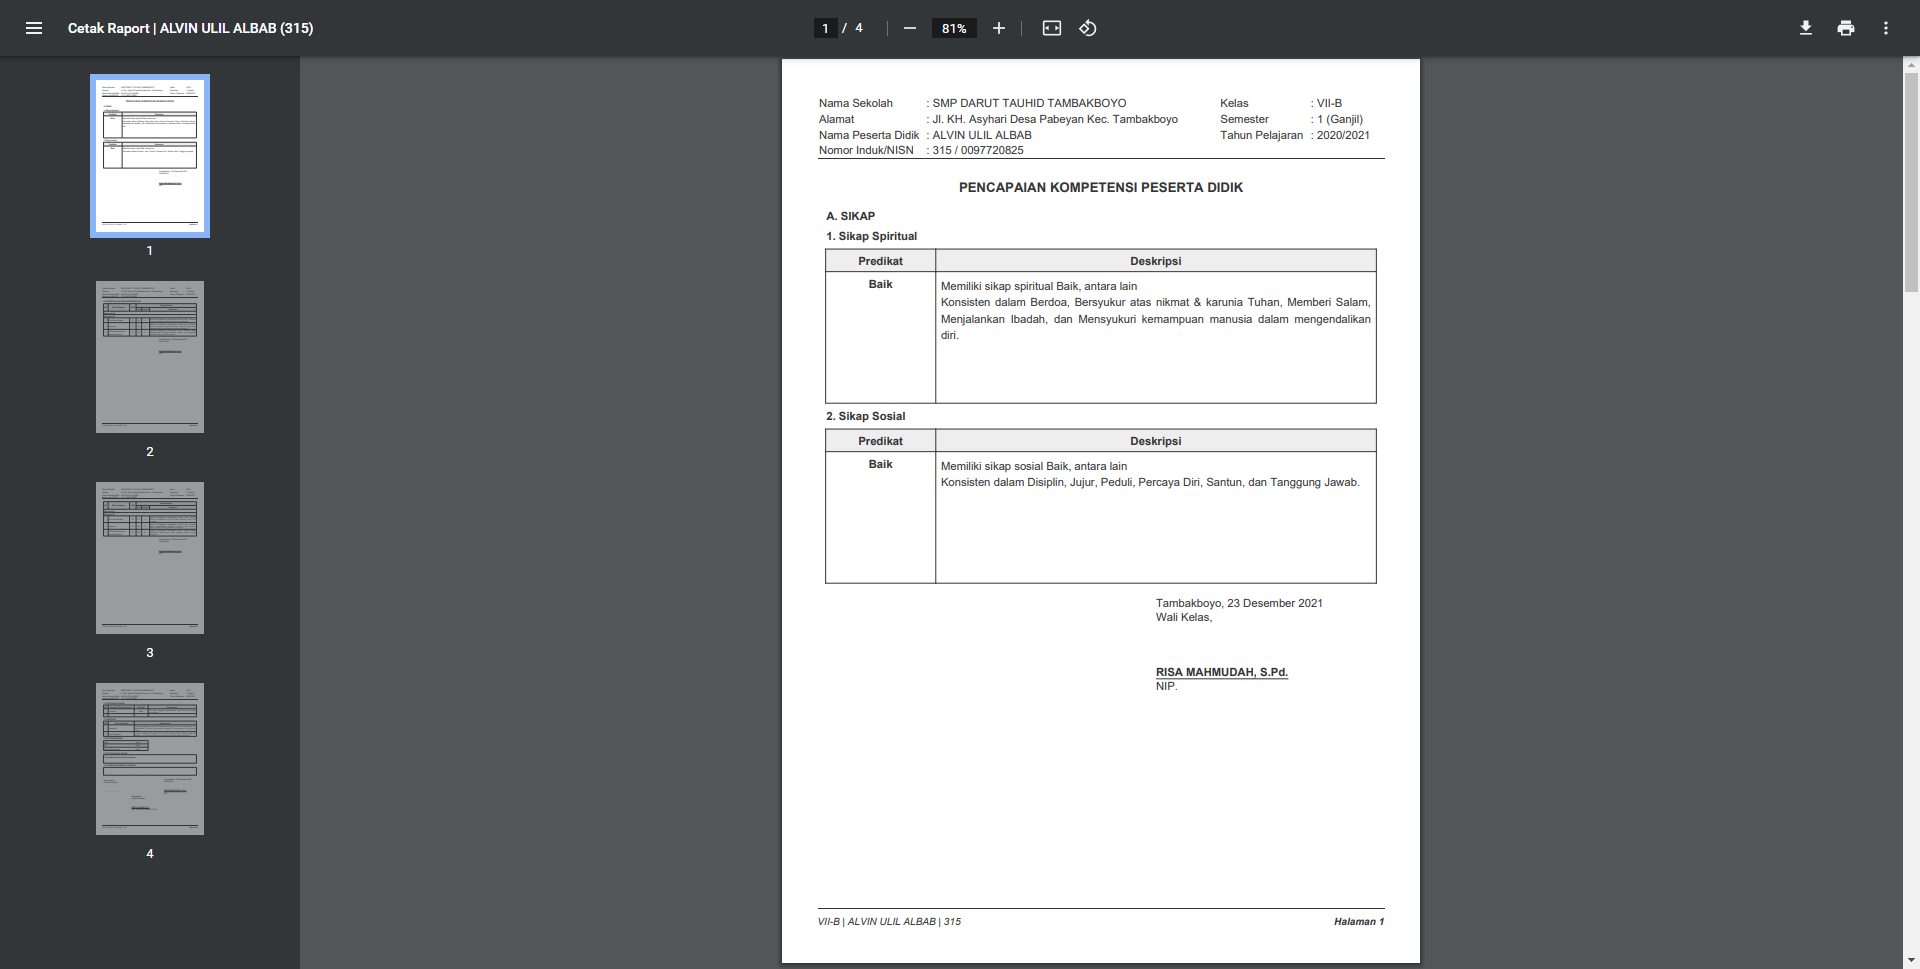 Cetak Raport | ALVIN ULIL ALBAB (315)
1 / 4
81%
1
2
3
4
Nama Sekolah : SMP DARUT TAUHID TAMBAKBOYO Kelas : VII-B
Alamat : Jl. KH. Asyhari Desa Pabeyan Kec. Tambakboyo Semester : 1 (Ganjil)
Nama Peserta Didik : ALVIN ULIL ALBAB Tahun Pelajaran : 2020/2021
Nomor Induk/NISN : 315 / 0097720825
PENCAPAIAN KOMPETENSI PESERTA DIDIK
A. SIKAP
1. Sikap Spiritual
Predikat Deskripsi
Baik Memiliki sikap spiritual Baik, antara lain
Konsisten dalam Berdoa, Bersyukur atas nikmat & karunia Tuhan, Memberi Salam,
Menjalankan Ibadah, dan Mensyukuri kemampuan manusia dalam mengendalikan
diri.
2. Sikap Sosial
Predikat Deskripsi
Baik Memiliki sikap sosial Baik, antara lain
Konsisten dalam Disiplin, Jujur, Peduli, Percaya Diri, Santun, dan Tanggung Jawab.
Tambakboyo, 23 Desember 2021
Wali Kelas,
RISA MAHMUDAH, S.Pd.
NIP.
VII-B | ALVIN ULIL ALBAB | 315 Halaman 1